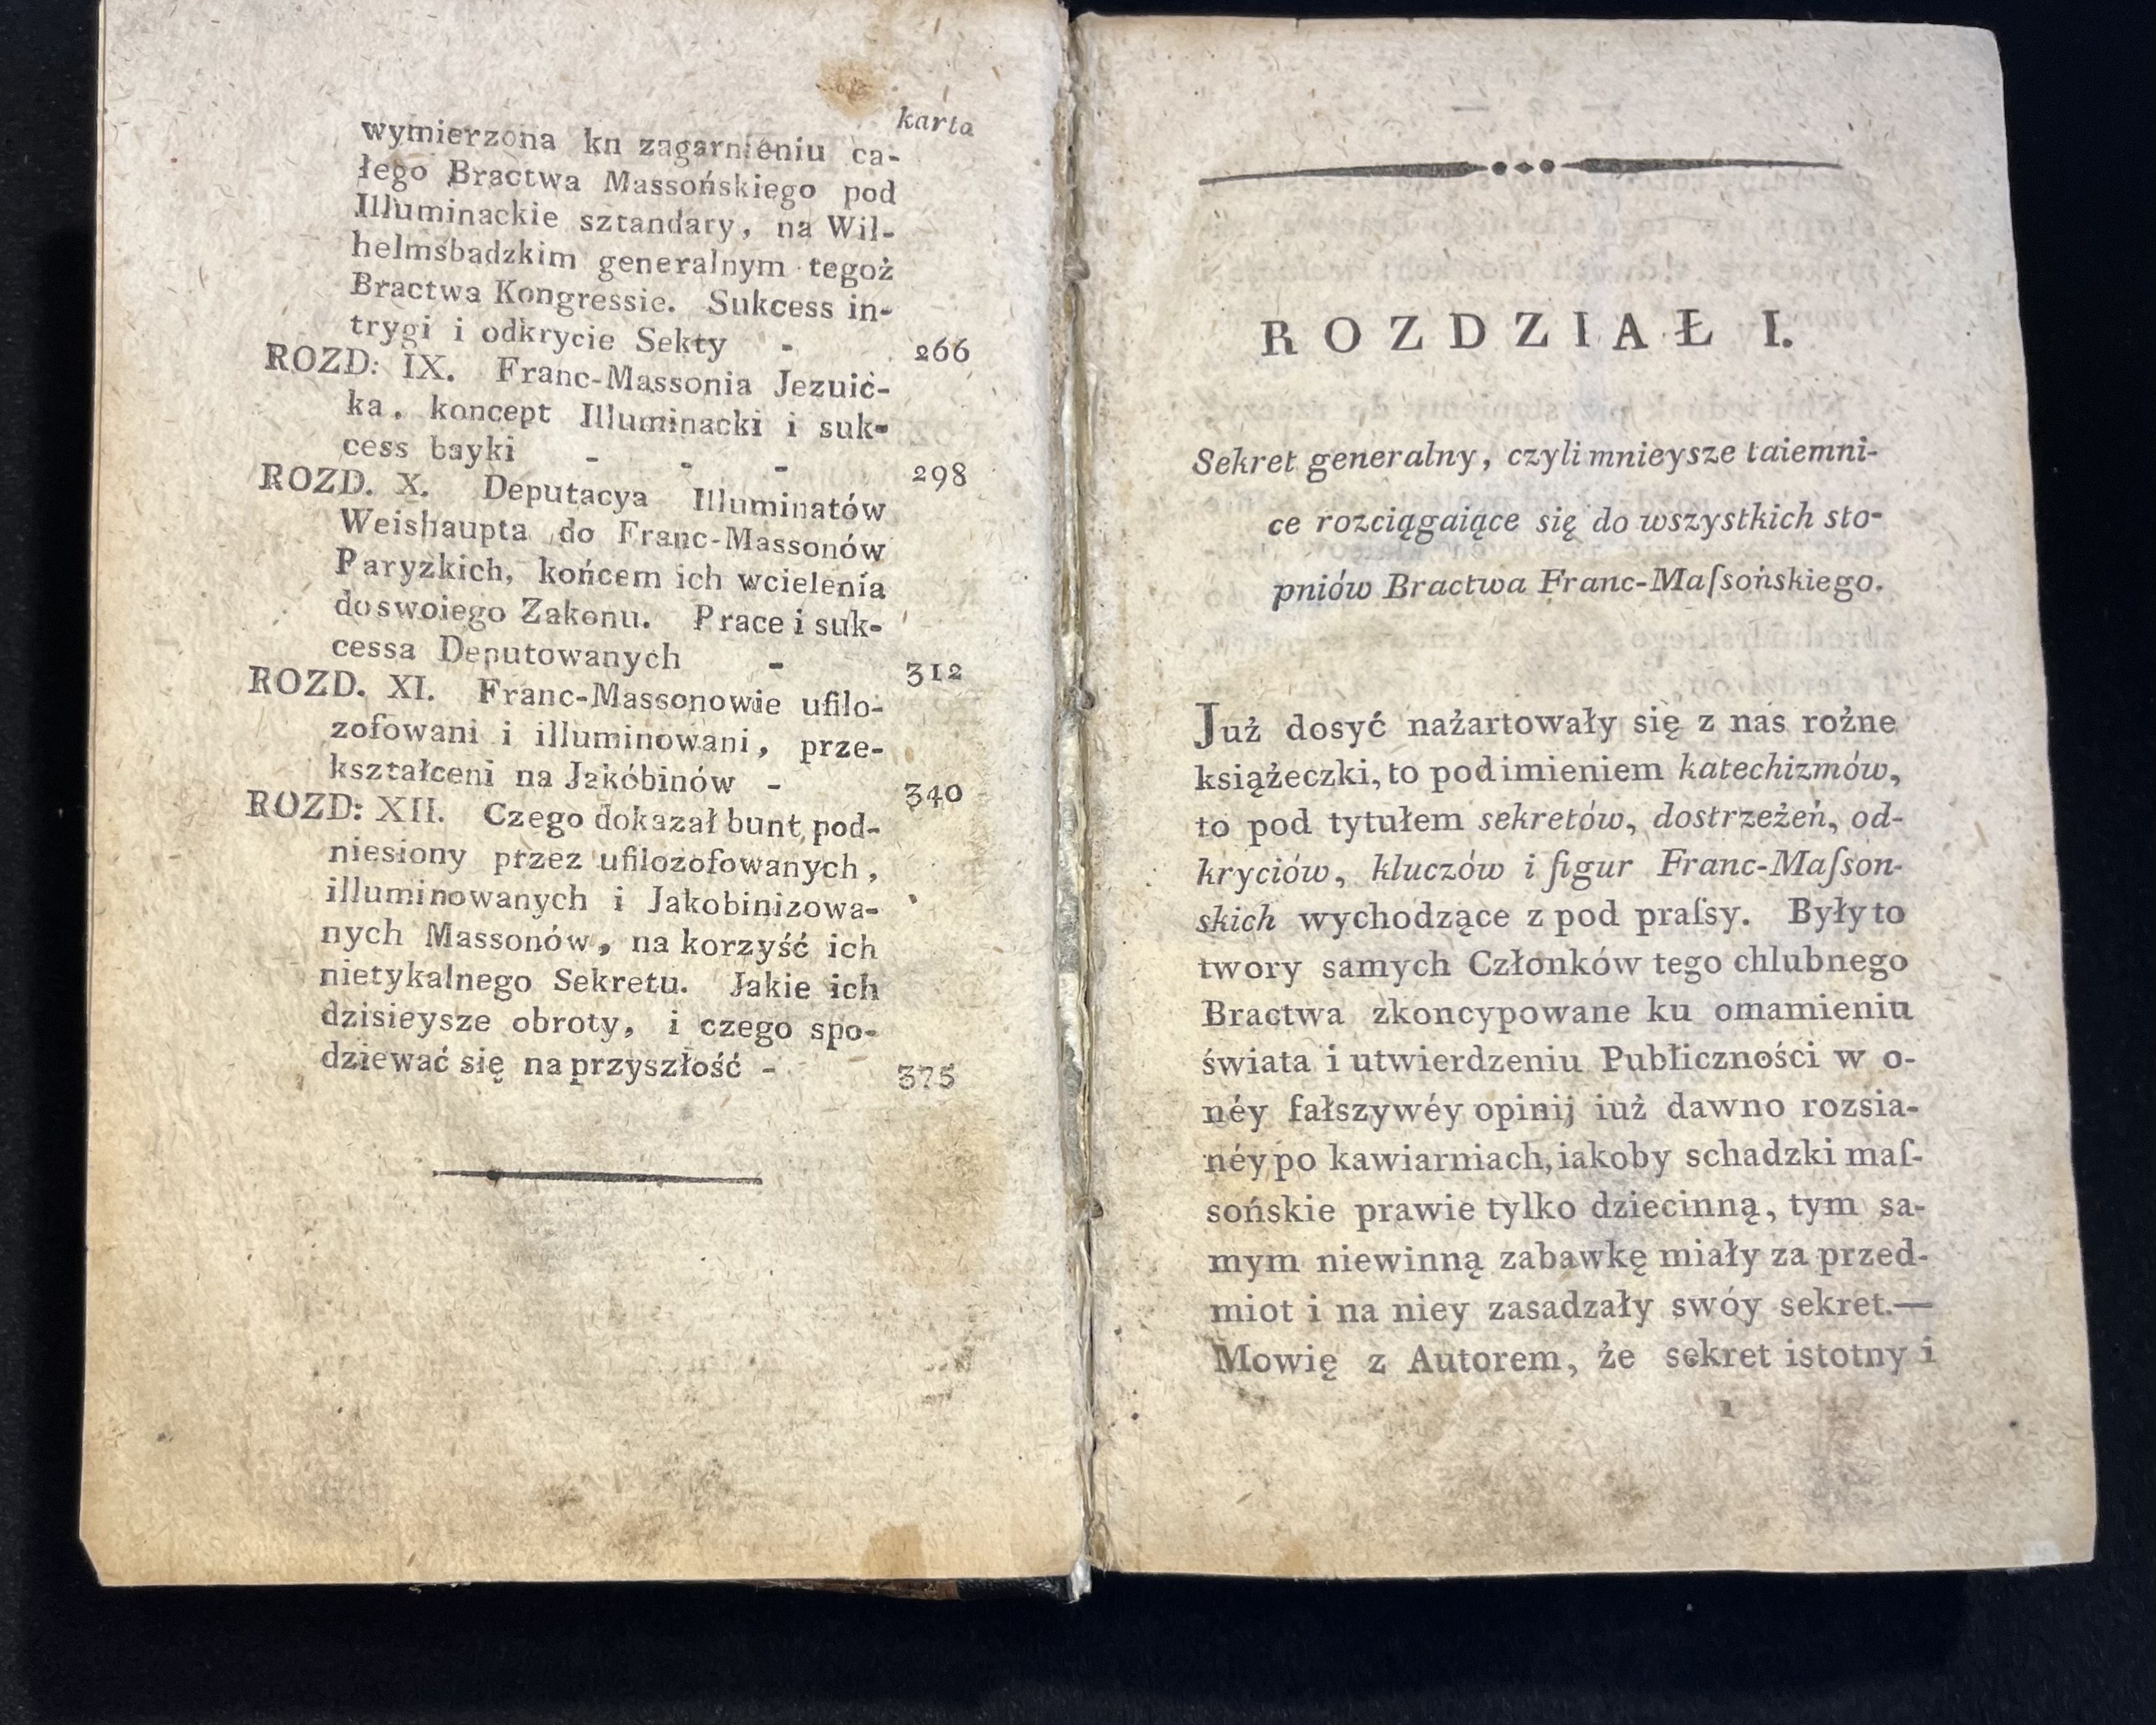 karta
wymierzona kn zagarnieniu ca-
łego Bractwa Massońskiego pod
Illuminackie sztandary, na Wil-
helmsbadzkim generalnym tegoż
Bractwa Kongressie. Sukcess in-
trygi i odkrycie Sekty - 266
ROZD: IX. Franc-Massonia Jezuic-
ka, koncept Illuminacki i suk-
cess bayki - - - 298
ROZD. X. Deputacya Illuminatów
Weishaupta do Franc-Massonów
Paryzkich, końcem ich wcielenia
do swoiego Zakonu. Prace i suk-
cessa Deputowanych - 312
ROZD. XI. Franc-Massonowie ufilo-
zofowani i illuminowani, prze-
kształceni na Jakóbinów - 340
ROZD: XII. Czego dokazał bunt pod-
niesiony przez ufilozofowanych,
illuminowanych i Jakobinizowa-
nych Massonów, na korzyść ich
nietykalnego Sekretu. Jakie ich
dzisieysze obroty, i czego spo-
dziewać się na przyszłość - 375
ROZDZIAŁ I.
Sekret generalny, czyli mnieysze taiemni-
ce rozciągaiące się do wszystkich sto-
pniów Bractwa Franc-Maſsońskiego.
Już dosyć nażartowały się z nas rożne
książeczki, to pod imieniem katechizmów,
to pod tytułem sekretów, dostrzeżeń, od-
kryciów, kluczów i figur Franc-Maſson-
skich wychodzące z pod praſsy. Były to
twory samych Członków tego chlubnego
Bractwa zkoncypowane ku omamieniu
świata i utwierdzeniu Publiczności w o-
néy fałszywéy opinij iuż dawno rozsia-
néy po kawiarniach, iakoby schadzki maſ-
sońskie prawie tylko dziecinną, tym sa-
mym niewinną zabawkę miały za przed-
miot i na niey zasadzały swóy sekret.—
Mowię z Autorem, że sekret istotny i
1